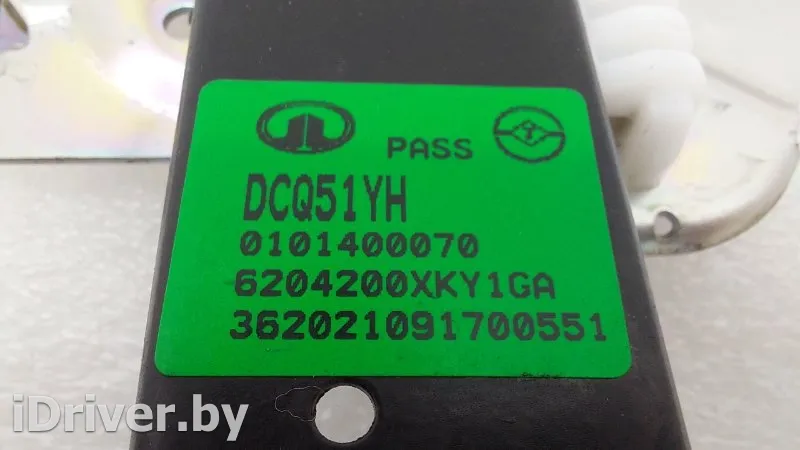 PASS
DCQ51YH
0101400070
6204200XKY1GA
362021091700551
iDriver.by